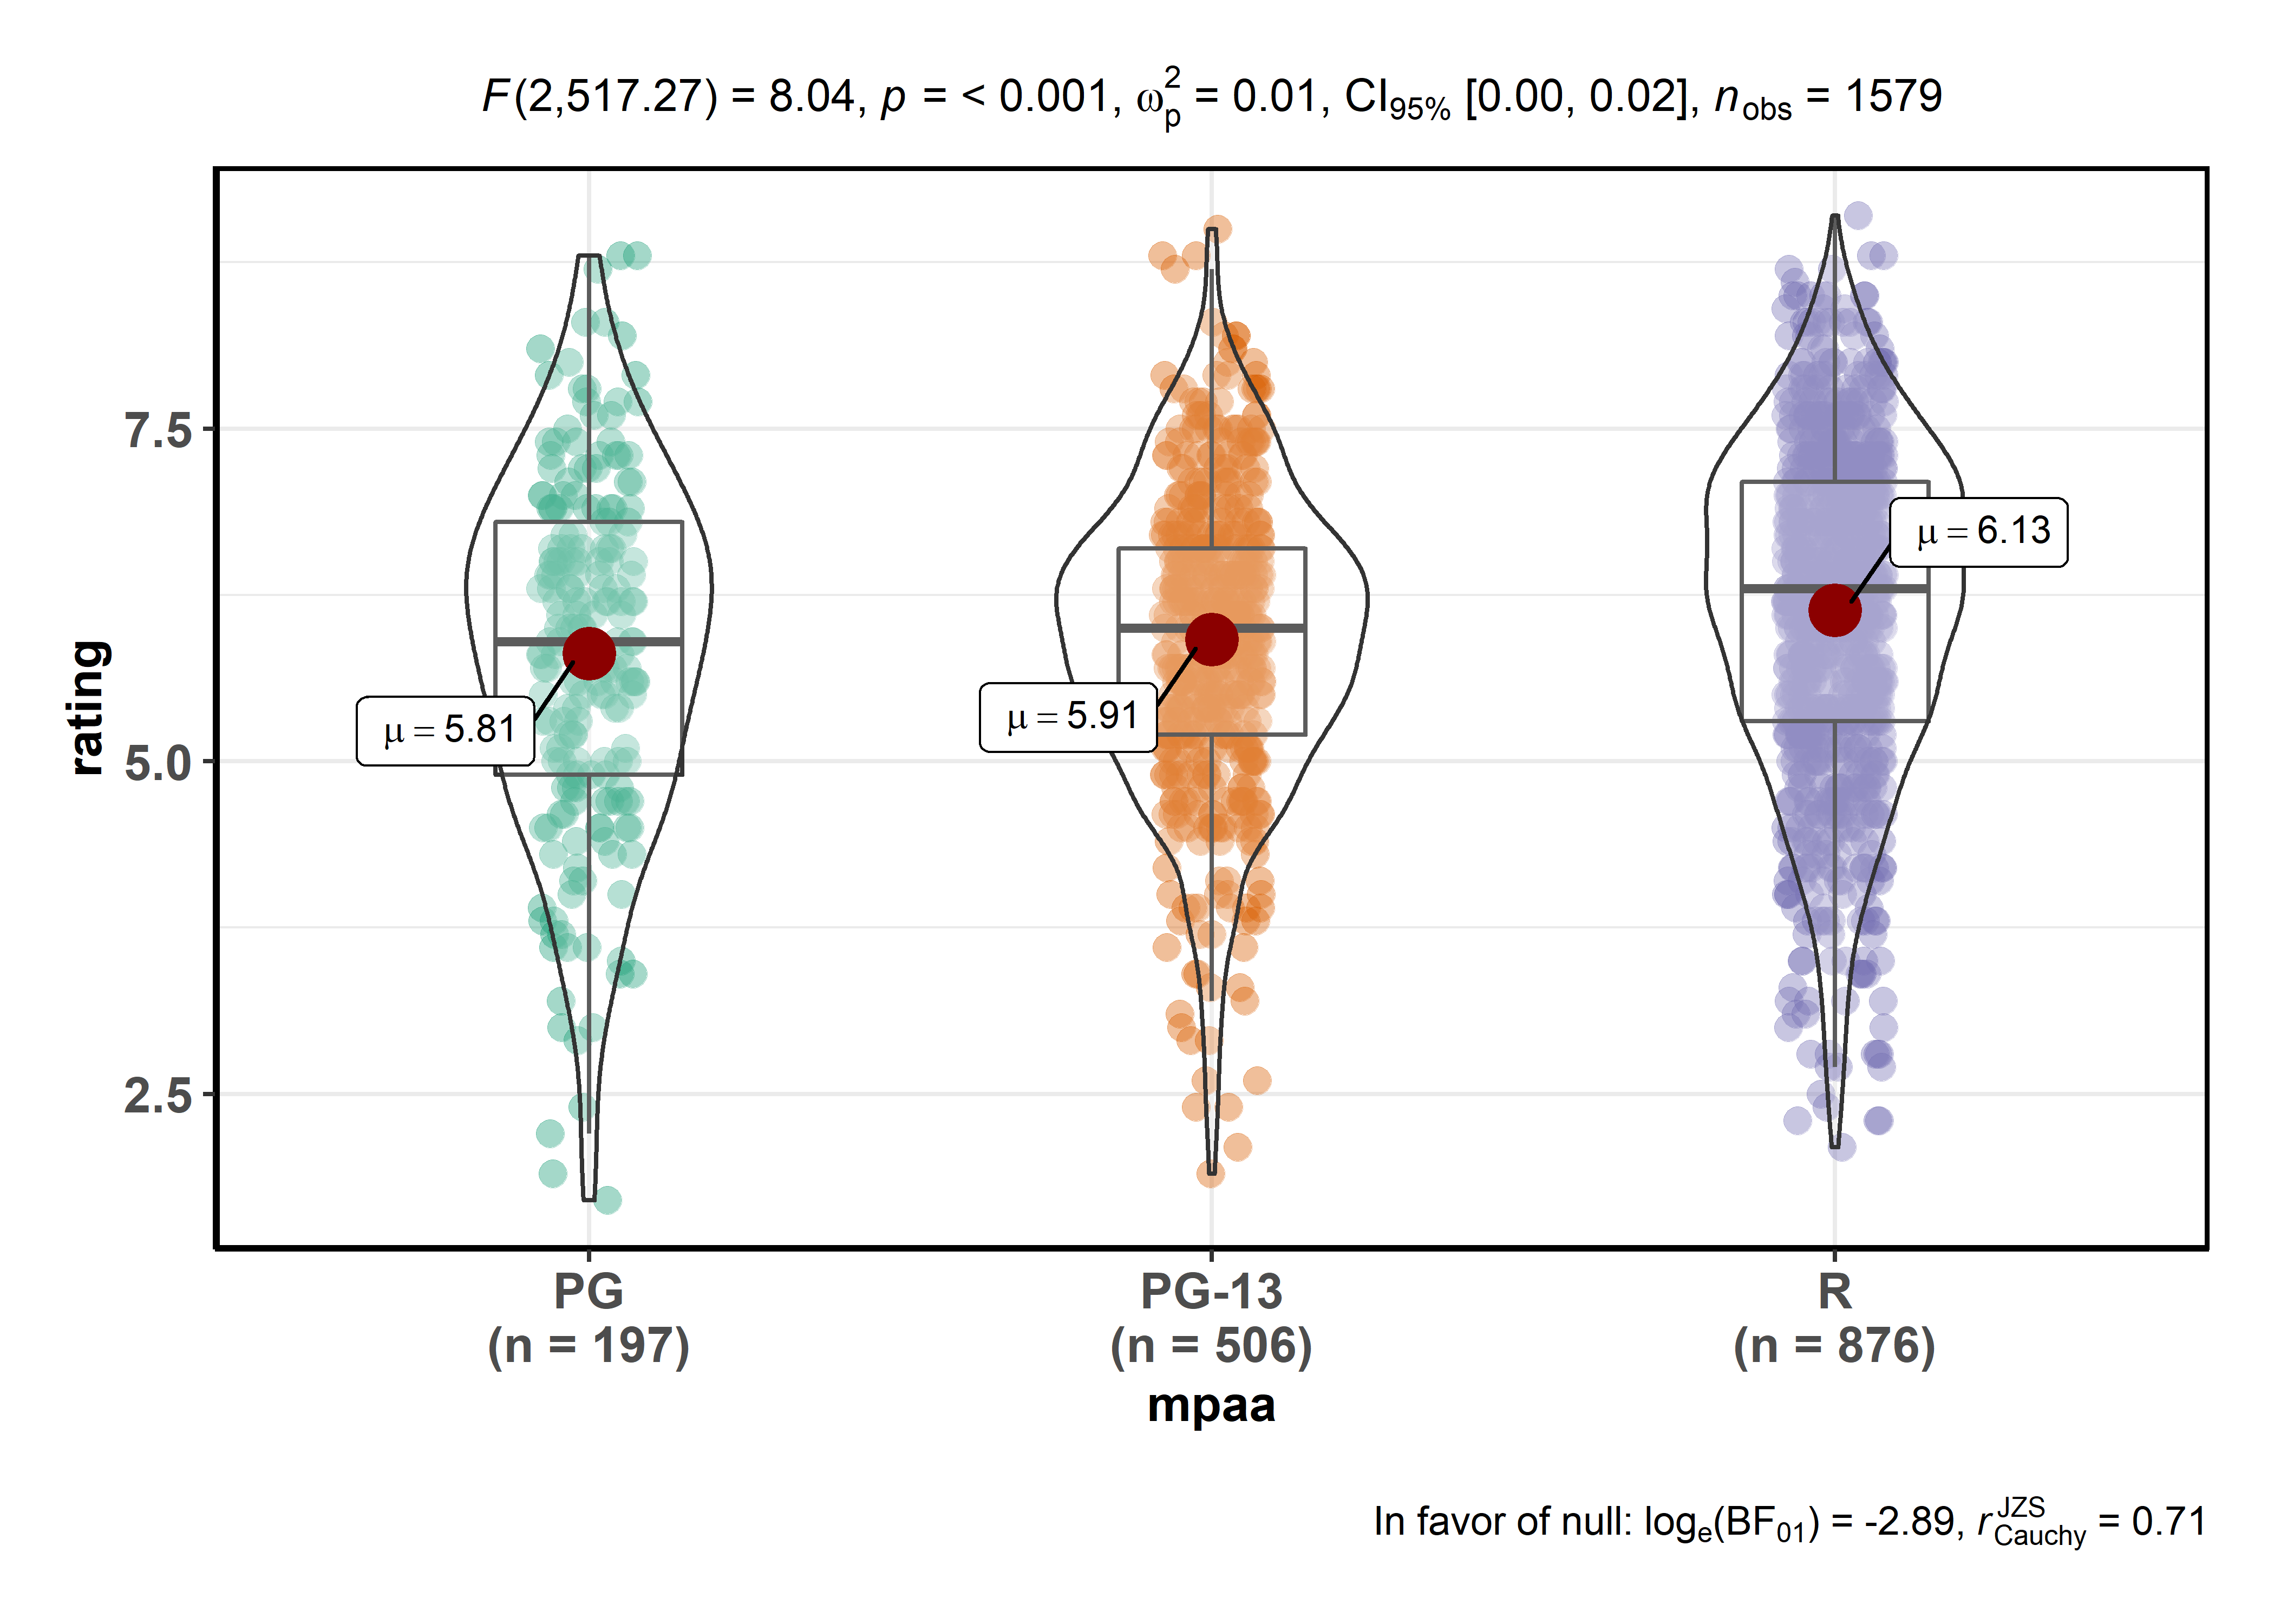 F(2,517.27) = 8.04, p = < 0.001, ω²ₚ = 0.01, CI₉₅% [0.00, 0.02], n_obs = 1579
7.5
5.0
2.5
rating
μ = 5.81
μ = 5.91
μ = 6.13
PG PG-13 R
(n = 197) (n = 506) (n = 876)
mpaa
In favor of null: logₑ(BF₀₁) = -2.89, r^JZS_Cauchy = 0.71